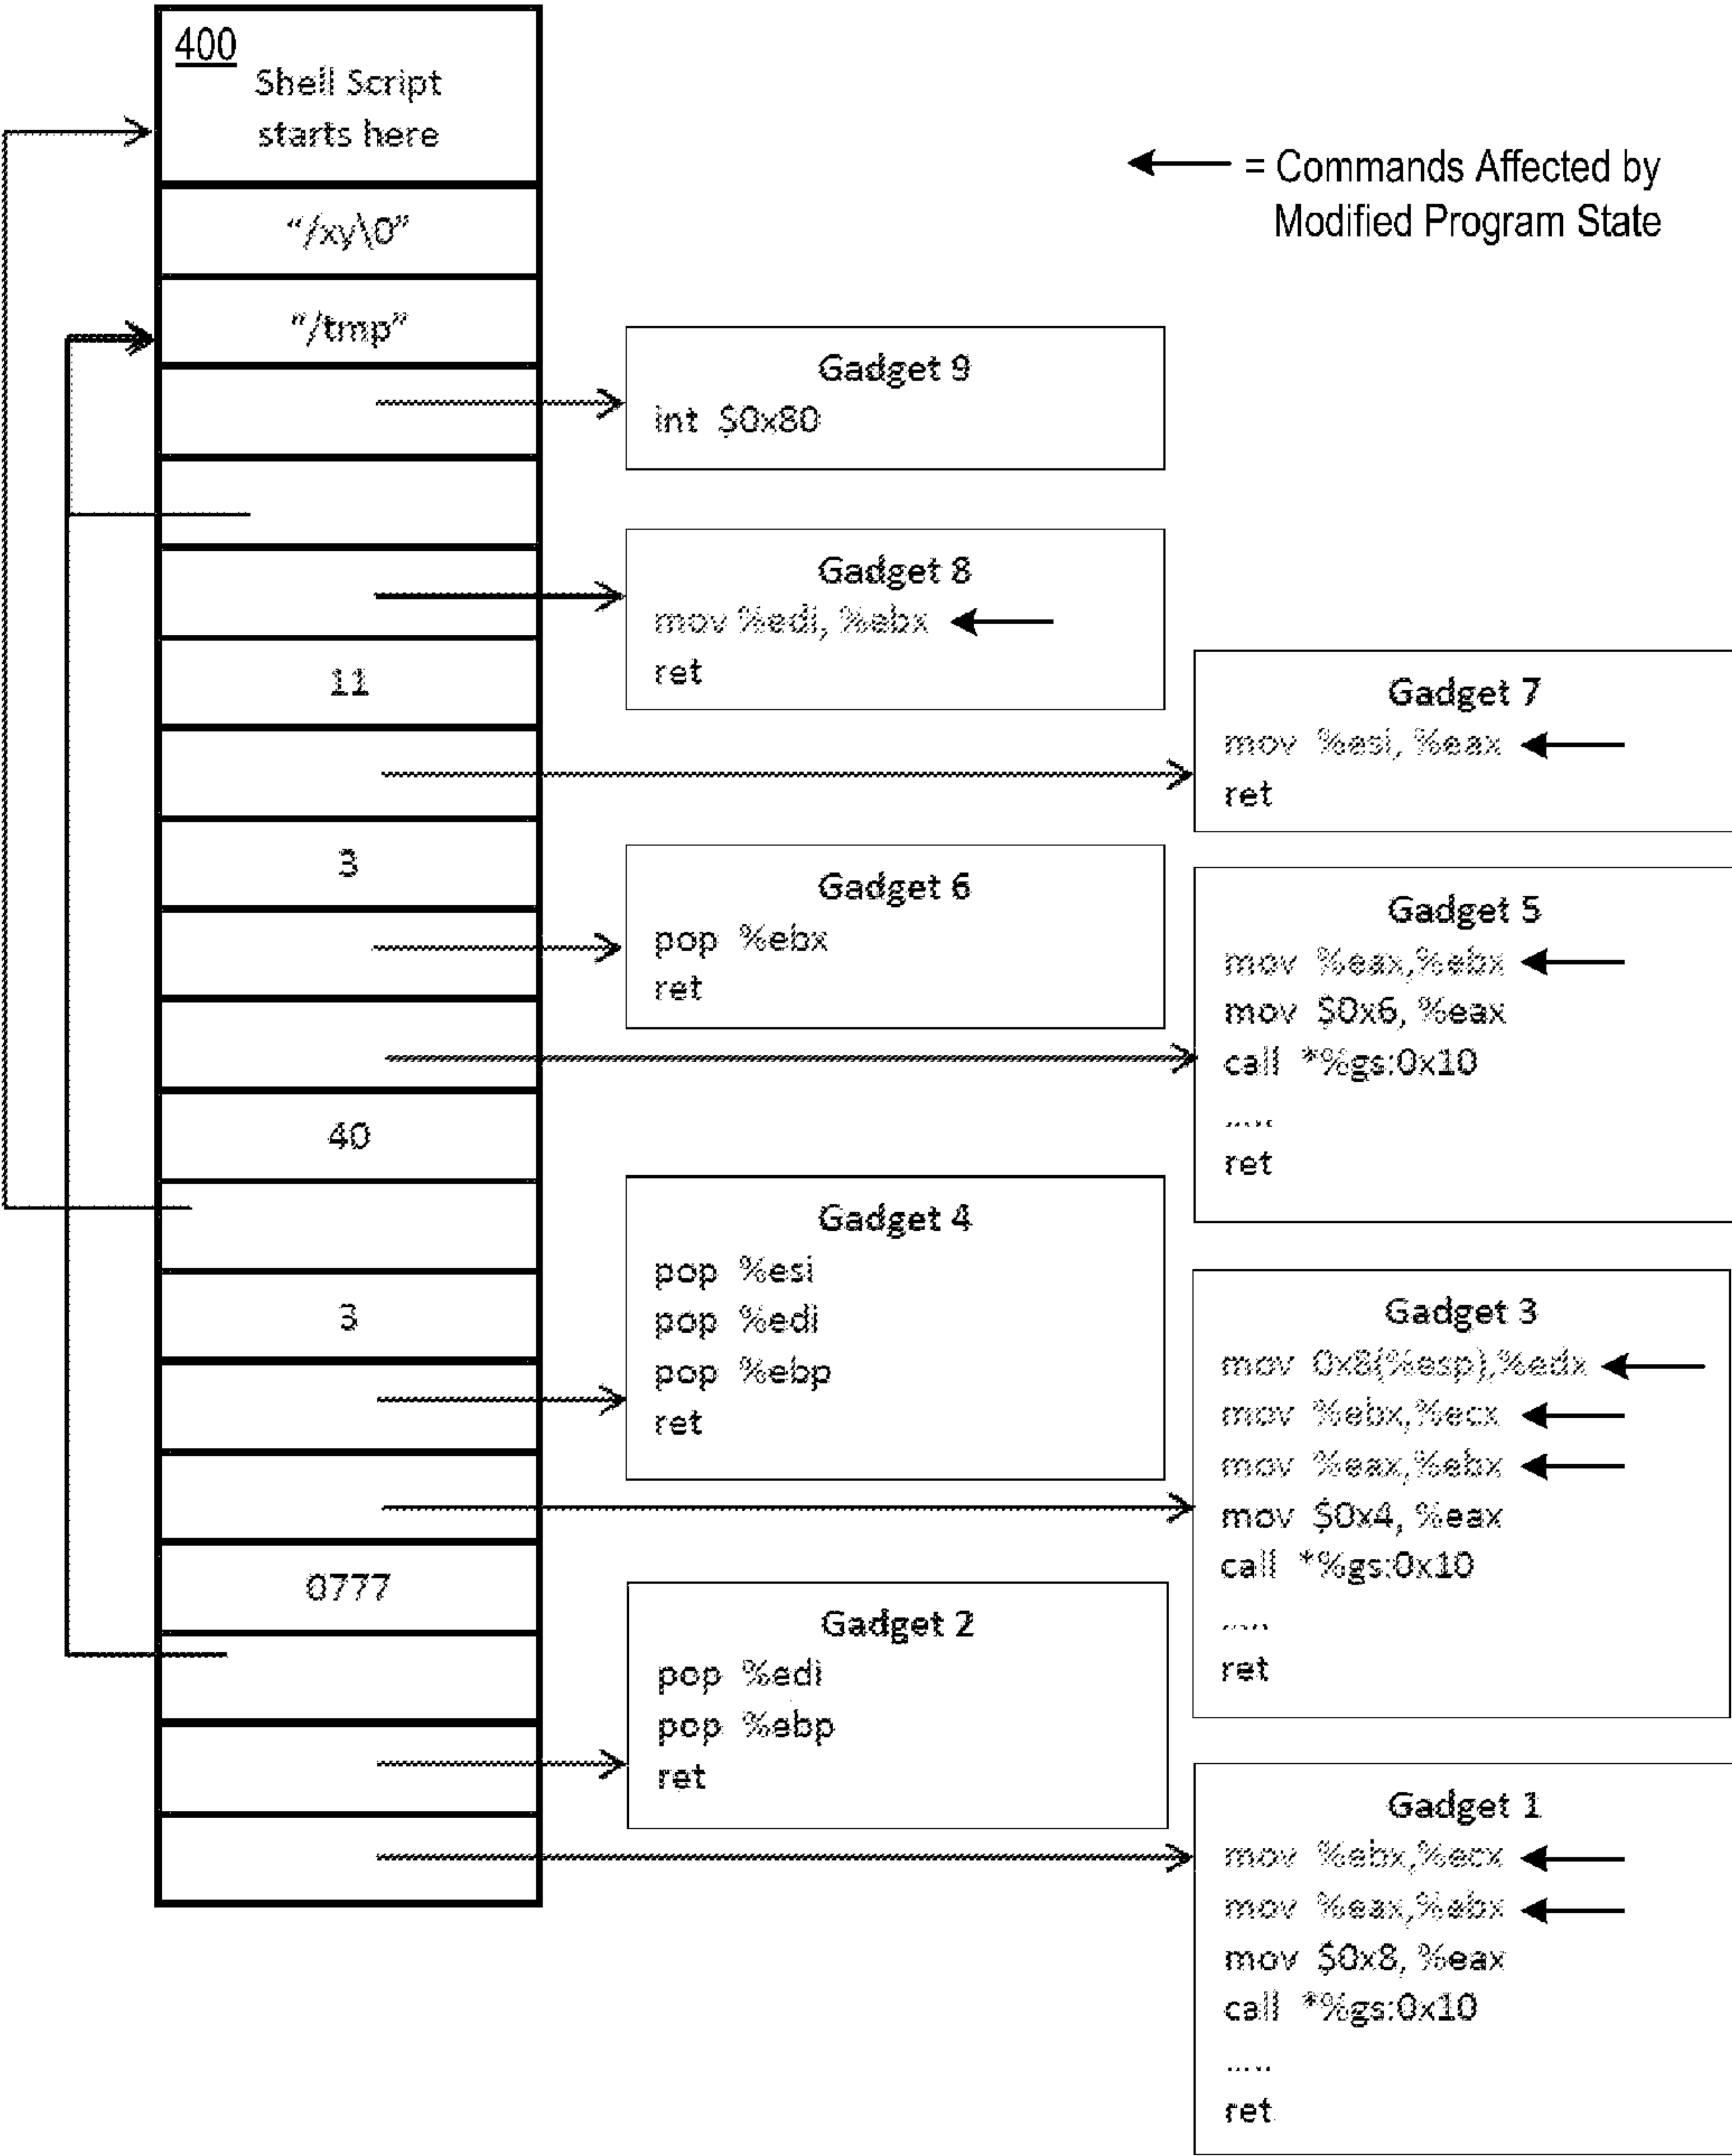 400
Shell Script
starts here
“/xy\0”
“/tmp”
11
3
40
3
0777
= Commands Affected by
Modified Program State
Gadget 9
int $0x80
Gadget 8
mov %edi, %ebx
ret
Gadget 7
mov %esi, %eax
ret
Gadget 6
pop %ebx
ret
Gadget 5
mov %eax,%ebx
mov $0x6, %eax
call *%gs:0x10
.....
ret
Gadget 4
pop %esi
pop %edi
pop %ebp
ret
Gadget 3
mov 0x8(%esp),%edx
mov %ebx,%ecx
mov %eax,%ebx
mov $0x4, %eax
call *%gs:0x10
.....
ret
Gadget 2
pop %edi
pop %ebp
ret
Gadget 1
mov %ebx,%ecx
mov %eax,%ebx
mov $0x8, %eax
call *%gs:0x10
.....
ret